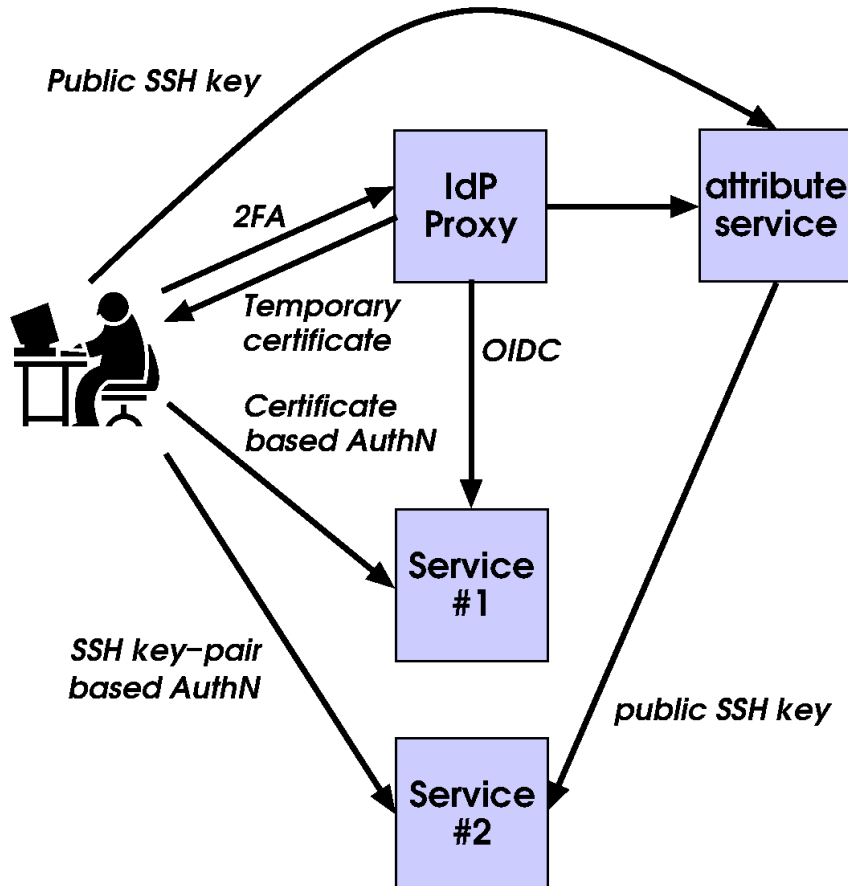 Public SSH key
IdP
Proxy
attribute
service
2FA
Temporary
certificate
OIDC
Certificate
based AuthN
Service
#1
SSH key-pair
based AuthN
public SSH key
Service
#2